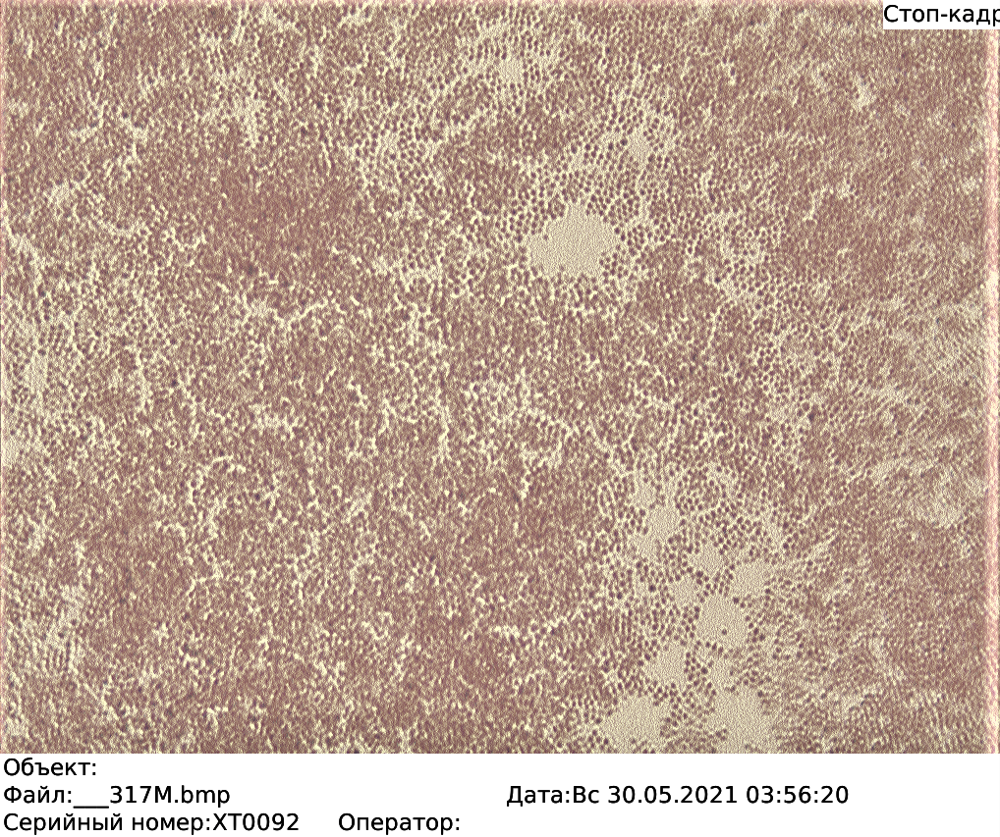 Стоп-кадр
Объект:
Файл:___317M.bmp Дата:Вс 30.05.2021 03:56:20
Серийный номер:XT0092 Оператор: